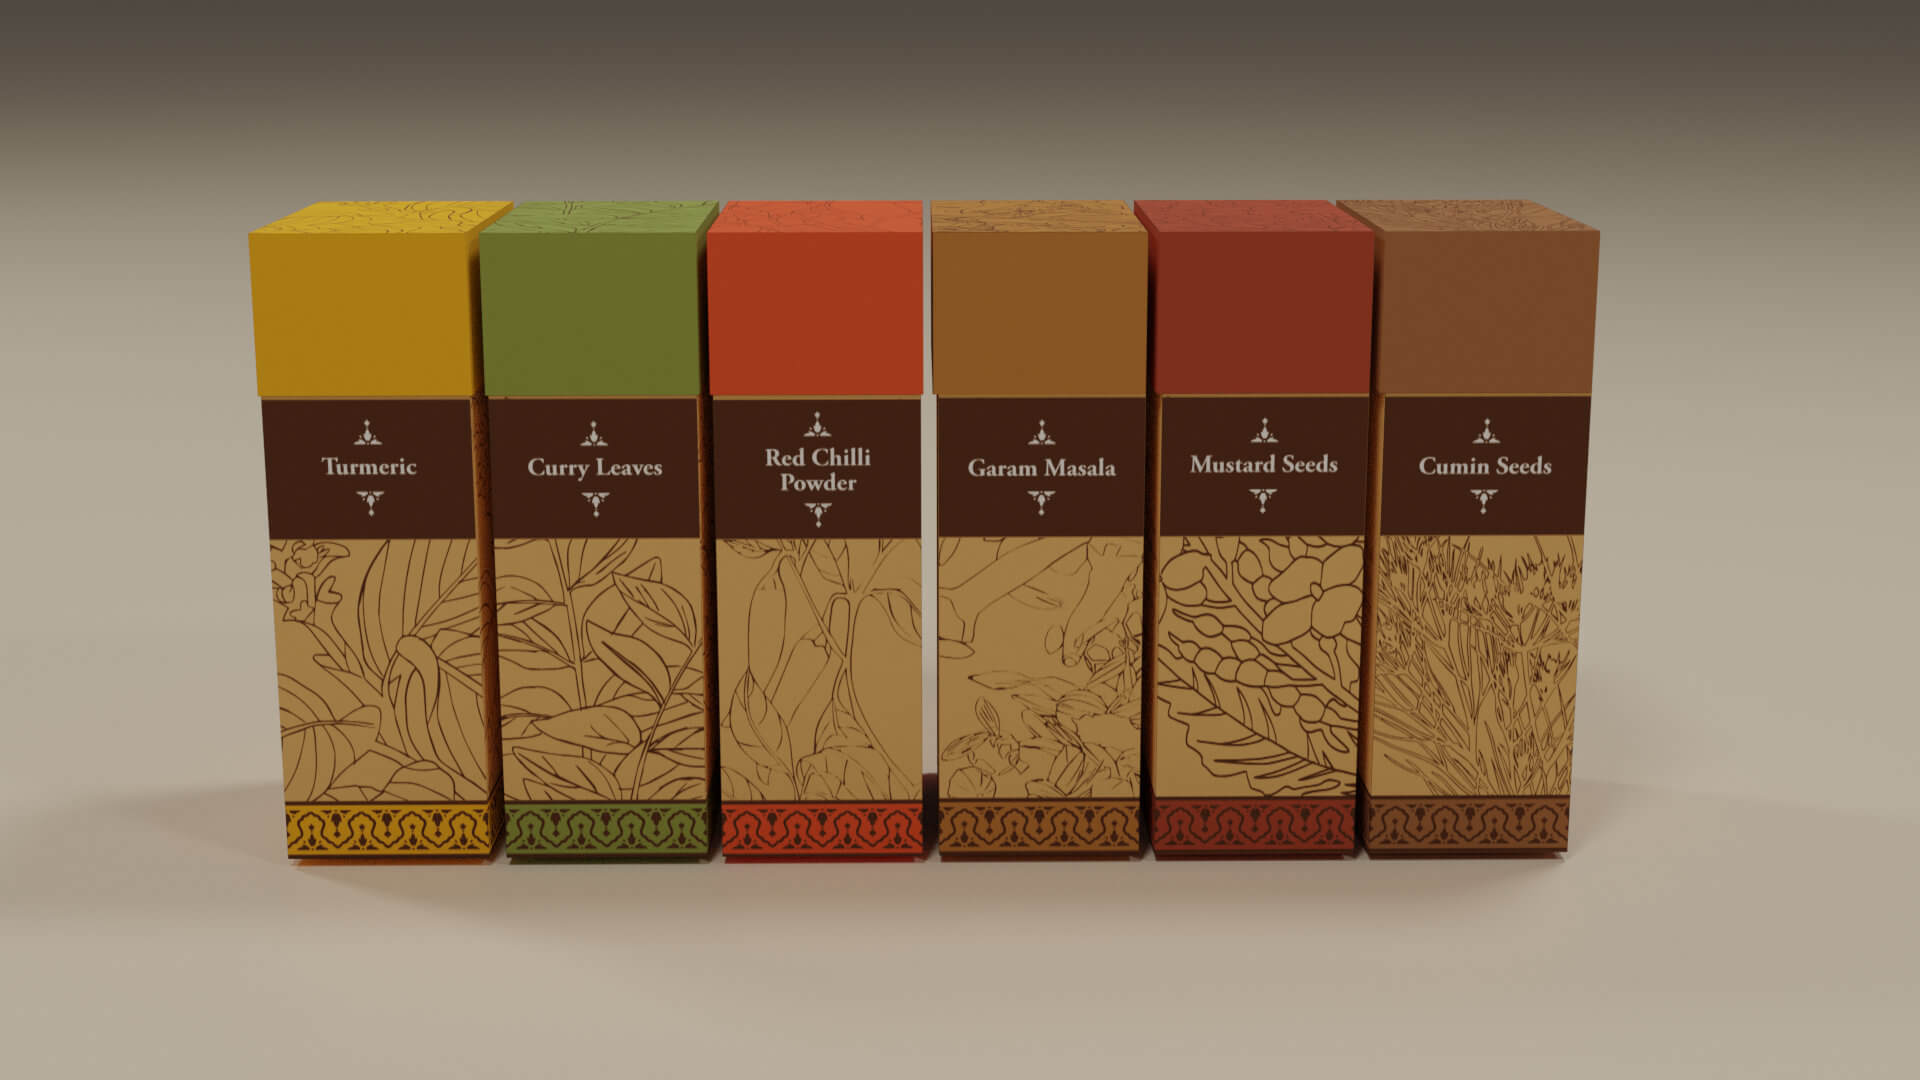 Turmeric
Curry Leaves
Red Chilli
Powder
Garam Masala
Mustard Seeds
Cumin Seeds